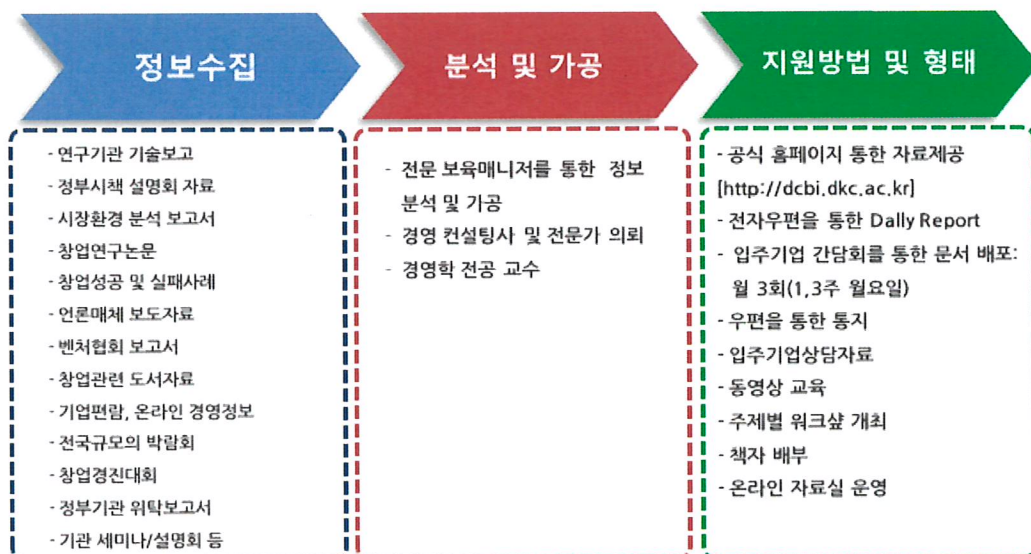 정보수집
- 연구기관 기술보고
- 정부시책 설명회 자료
- 시장환경 분석 보고서
- 창업연구논문
- 창업성공 및 실패사례
- 언론매체 보도자료
- 벤처협회 보고서
- 창업관련 도서자료
- 기업편람, 온라인 경영정보
- 전국규모의 박람회
- 창업경진대회
- 정부기관 위탁보고서
- 기관 세미나/설명회 등
분석 및 가공
- 전문 보육매니저를 통한 정보
분석 및 가공
- 경영 컨설팅사 및 전문가 의뢰
- 경영학 전공 교수
지원방법 및 형태
- 공식 홈페이지 통한 자료제공
[http://dcbi.dkc.ac.kr]
- 전자우편을 통한 Dally Report
- 입주기업 간담회를 통한 문서 배포:
월 3회(1,3주 월요일)
- 우편을 통한 통지
- 입주기업상담자료
- 동영상 교육
- 주제별 워크샾 개최
- 책자 배부
- 온라인 자료실 운영